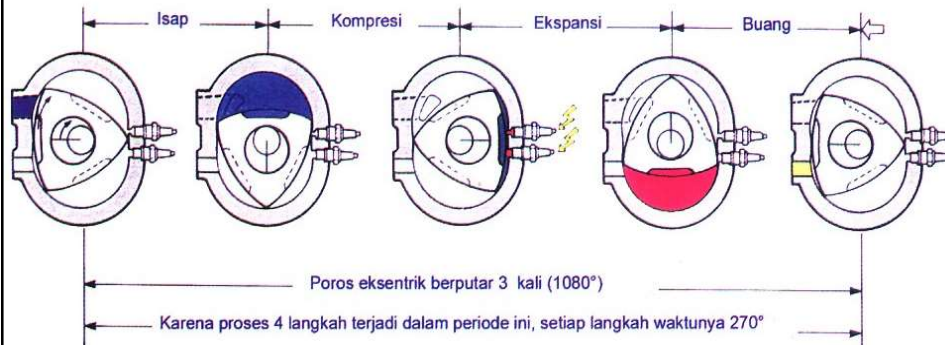 Isap Kompresi Ekspansi Buang
Poros eksentrik berputar 3 kali (1080°)
Karena proses 4 langkah terjadi dalam periode ini, setiap langkah waktunya 270°